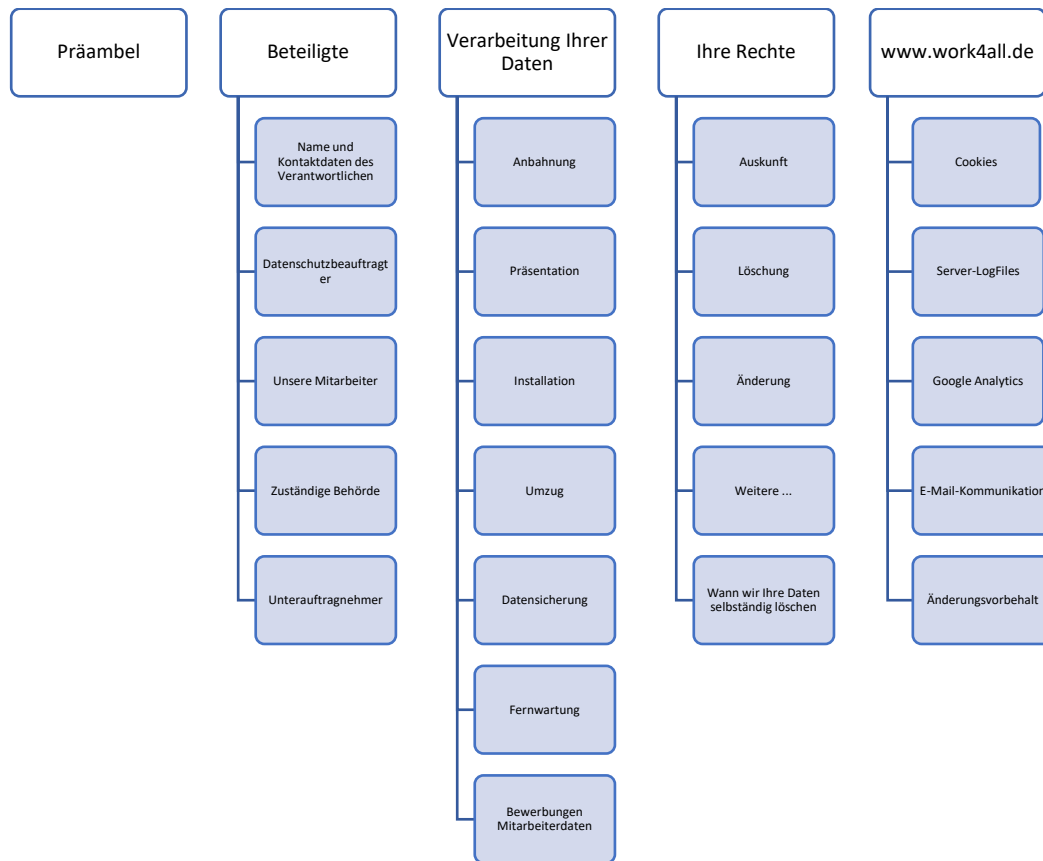 Präambel
Beteiligte
Name und
Kontaktdaten des
Verantwortlichen
Datenschutzbeauftragt
er
Unsere Mitarbeiter
Zuständige Behörde
Unterauftragnehmer
Verarbeitung Ihrer
Daten
Anbahnung
Präsentation
Installation
Umzug
Datensicherung
Fernwartung
Bewerbungen
Mitarbeiterdaten
Ihre Rechte
Auskunft
Löschung
Änderung
Weitere ...
Wann wir Ihre Daten
selbständig löschen
www.work4all.de
Cookies
Server-LogFiles
Google Analytics
E-Mail-Kommunikation
Änderungsvorbehalt